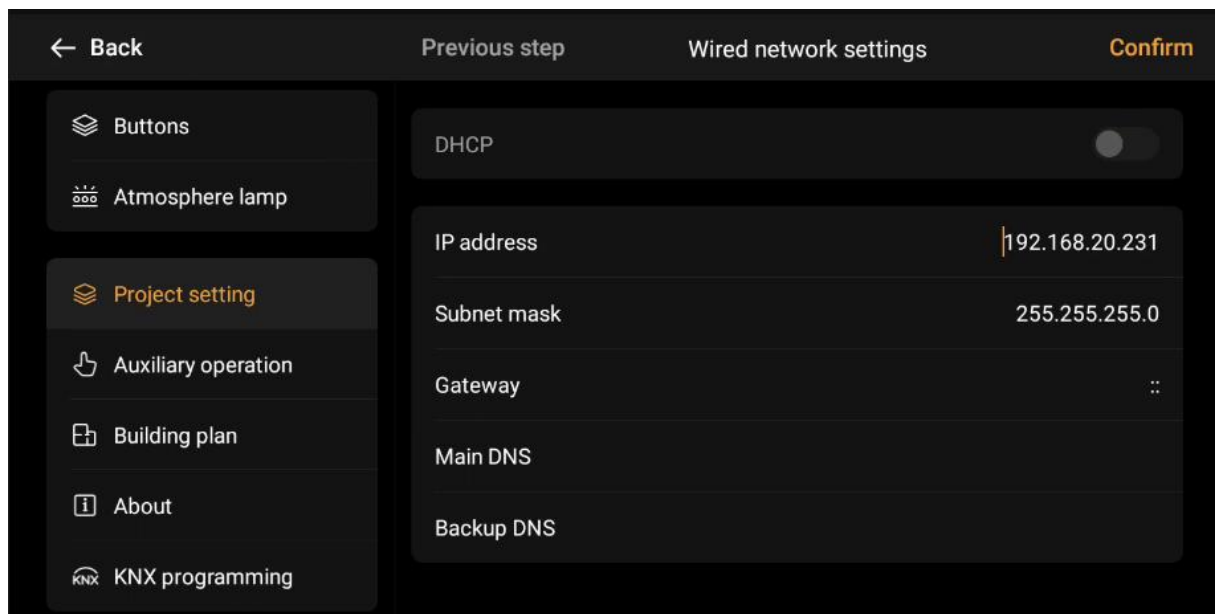 Back
Previous step
Wired network settings
Confirm
Buttons
Atmosphere lamp
Project setting
Auxiliary operation
Building plan
About
KNX KNX programming
DHCP
IP address 192.168.20.231
Subnet mask 255.255.255.0
Gateway ::
Main DNS
Backup DNS